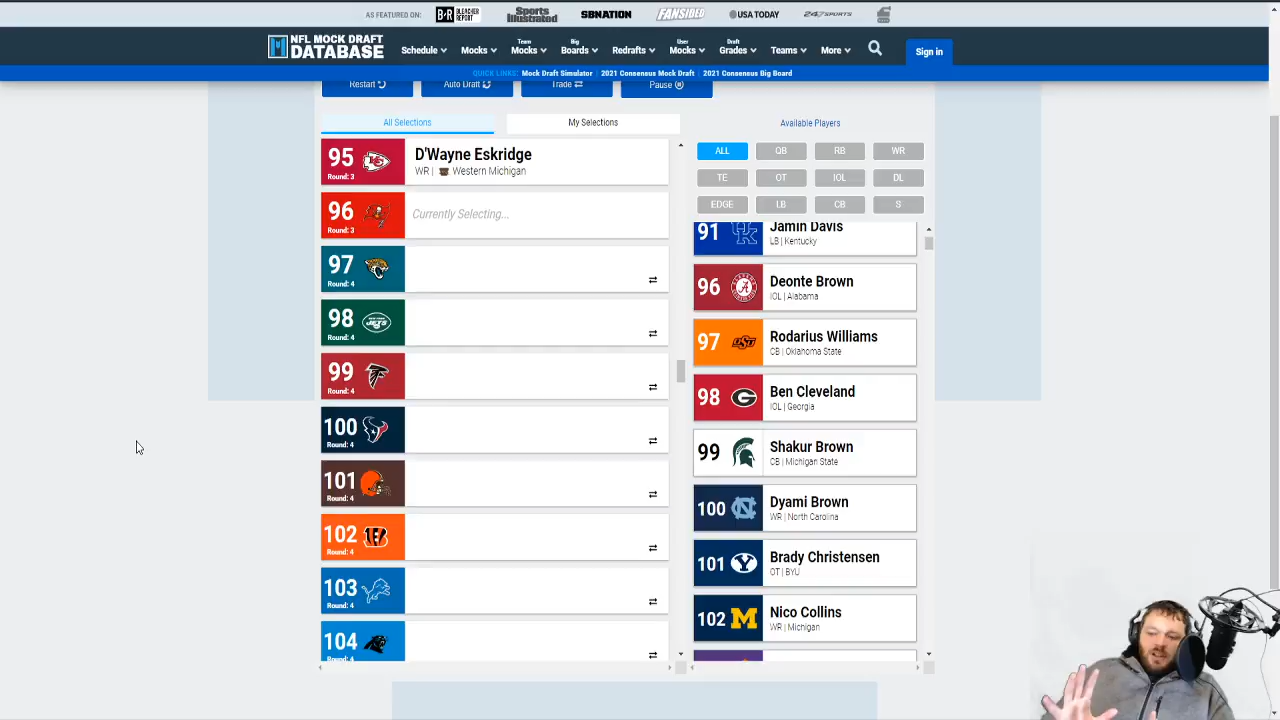 AS FEATURED ON: B/R BLEACHER REPORT Sports Illustrated SBNATION FANSIDED USA TODAY 247SPORTS
NFL MOCK DRAFT DATABASE
Schedule Mocks Team Mocks Big Boards Redrafts User Mocks Draft Grades Teams More Sign in
QUICK LINKS: Mock Draft Simulator | 2021 Consensus Mock Draft | 2021 Consensus Big Board
Restart Auto Draft Trade Pause
All Selections My Selections
95 Round: 3 D'Wayne Eskridge
WR | Western Michigan
96 Round: 3 Currently Selecting...
97 Round: 4
98 Round: 4
99 Round: 4
100 Round: 4
101 Round: 4
102 Round: 4
103 Round: 4
104 Round: 4
Available Players
ALL QB RB WR
TE OT IOL DL
EDGE LB CB S
91 Jamin Davis
LB | Kentucky
96 Deonte Brown
IOL | Alabama
97 Rodarius Williams
CB | Oklahoma State
98 Ben Cleveland
IOL | Georgia
99 Shakur Brown
CB | Michigan State
100 Dyami Brown
WR | North Carolina
101 Brady Christensen
OT | BYU
102 Nico Collins
WR | Michigan